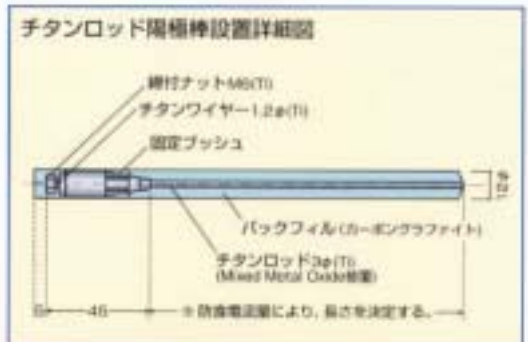 チタンロッド陽極棒設置詳細図
締付ナットM6(Ti)
チタンワイヤー1.2φ(Ti)
固定ブッシュ
バックフィル(カーボングラファイト)
チタンロッド3φ(Ti)
(Mixed Metal Oxide被覆)
46
※防食電流量により、長さを決定する。